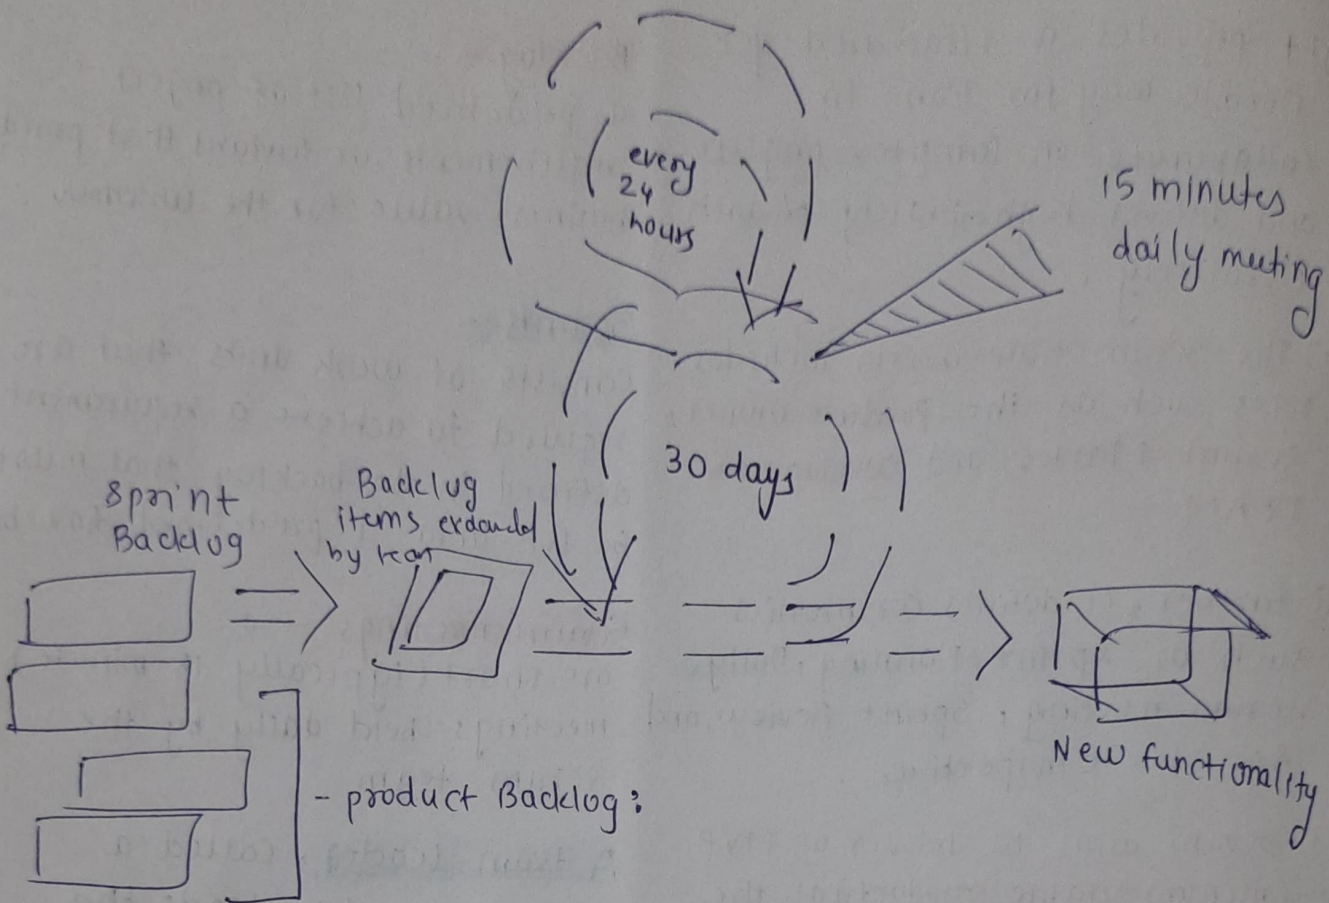 every
24
hours
15 minutes
daily meeting
30 days
Sprint
Backlog
Backlog
items expanded
by team
- product Backlog:
New functionality